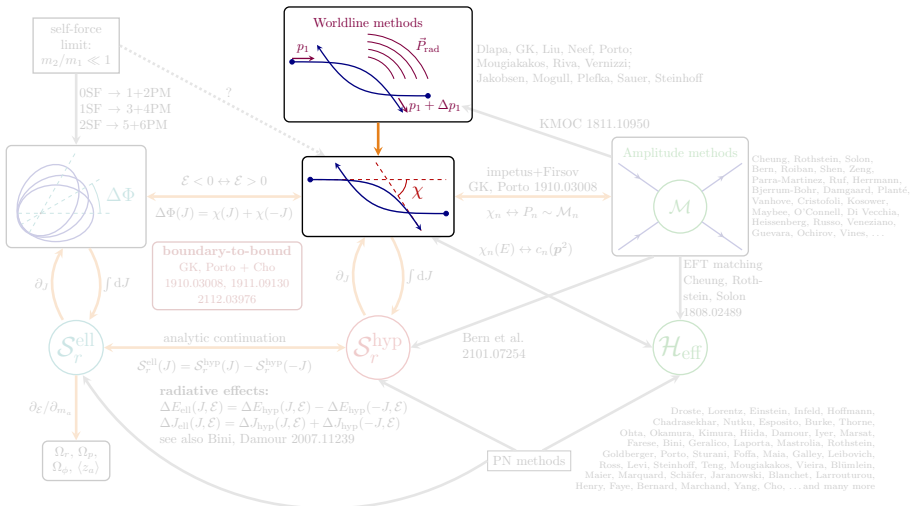 self-force
limit:
m₂/m₁ ≪ 1
0SF → 1+2PM
1SF → 3+4PM
2SF → 5+6PM
?
Worldline methods
p₁
P⃗rad
p₁ + Δp₁
Dlapa, GK, Liu, Neef, Porto;
Mougiakakos, Riva, Vernizzi;
Jakobsen, Mogull, Plefka, Sauer, Steinhoff
KMOC 1811.10950
ΔΦ
ℰ < 0 ↔ ℰ > 0
ΔΦ(J) = χ(J) + χ(−J)
χ
impetus+Firsov
GK, Porto 1910.03008
χₙ ↔ Pₙ ∼ ℳₙ
χₙ(E) ↔ cₙ(p²)
Amplitude methods
ℳ
Cheung, Rothstein, Solon,
Bern, Roiban, Shen, Zeng,
Parra-Martinez, Ruf, Herrmann,
Bjerrum-Bohr, Damgaard, Planté,
Vanhove, Cristofoli, Kosower,
Maybee, O'Connell, Di Vecchia,
Heissenberg, Russo, Veneziano,
Guevara, Ochirov, Vines, . . .
boundary-to-bound
GK, Porto + Cho
1910.03008, 1911.09130
2112.03976
∂J
∫ dJ
∂J
∫ dJ
EFT matching
Cheung, Roth-
stein, Solon
1808.02489
𝒮ᵣᵉˡˡ
analytic continuation
𝒮ᵣᵉˡˡ(J) = 𝒮ᵣʰʸᵖ(J) − 𝒮ᵣʰʸᵖ(−J)
𝒮ᵣʰʸᵖ
Bern et al.
2101.07254
ℋeff
radiative effects:
ΔEell(J, ℰ) = ΔEhyp(J, ℰ) − ΔEhyp(−J, ℰ)
ΔJell(J, ℰ) = ΔJhyp(J, ℰ) + ΔJhyp(−J, ℰ)
see also Bini, Damour 2007.11239
∂ℰ/∂mₐ
Ωᵣ, Ωₚ,
Ωϕ, ⟨zₐ⟩
PN methods
Droste, Lorentz, Einstein, Infeld, Hoffmann,
Chadrasekhar, Nutku, Esposito, Burke, Thorne,
Ohta, Okamura, Kimura, Hiida, Damour, Iyer, Marsat,
Farese, Bini, Geralico, Laporta, Mastrolia, Rothstein,
Goldberger, Porto, Sturani, Foffa, Maia, Galley, Leibovich,
Ross, Levi, Steinhoff, Teng, Mougiakakos, Vieira, Blümlein,
Maier, Marquard, Schäfer, Jaranowski, Blanchet, Larrouturou,
Henry, Faye, Bernard, Marchand, Yang, Cho, . . . and many more